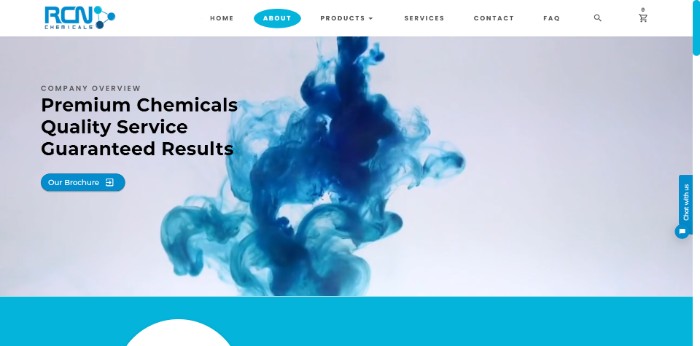 RCN
CHEMICALS
HOME
ABOUT
PRODUCTS
SERVICES
CONTACT
FAQ
0
COMPANY OVERVIEW
Premium Chemicals
Quality Service
Guaranteed Results
Our Brochure
Chat with us